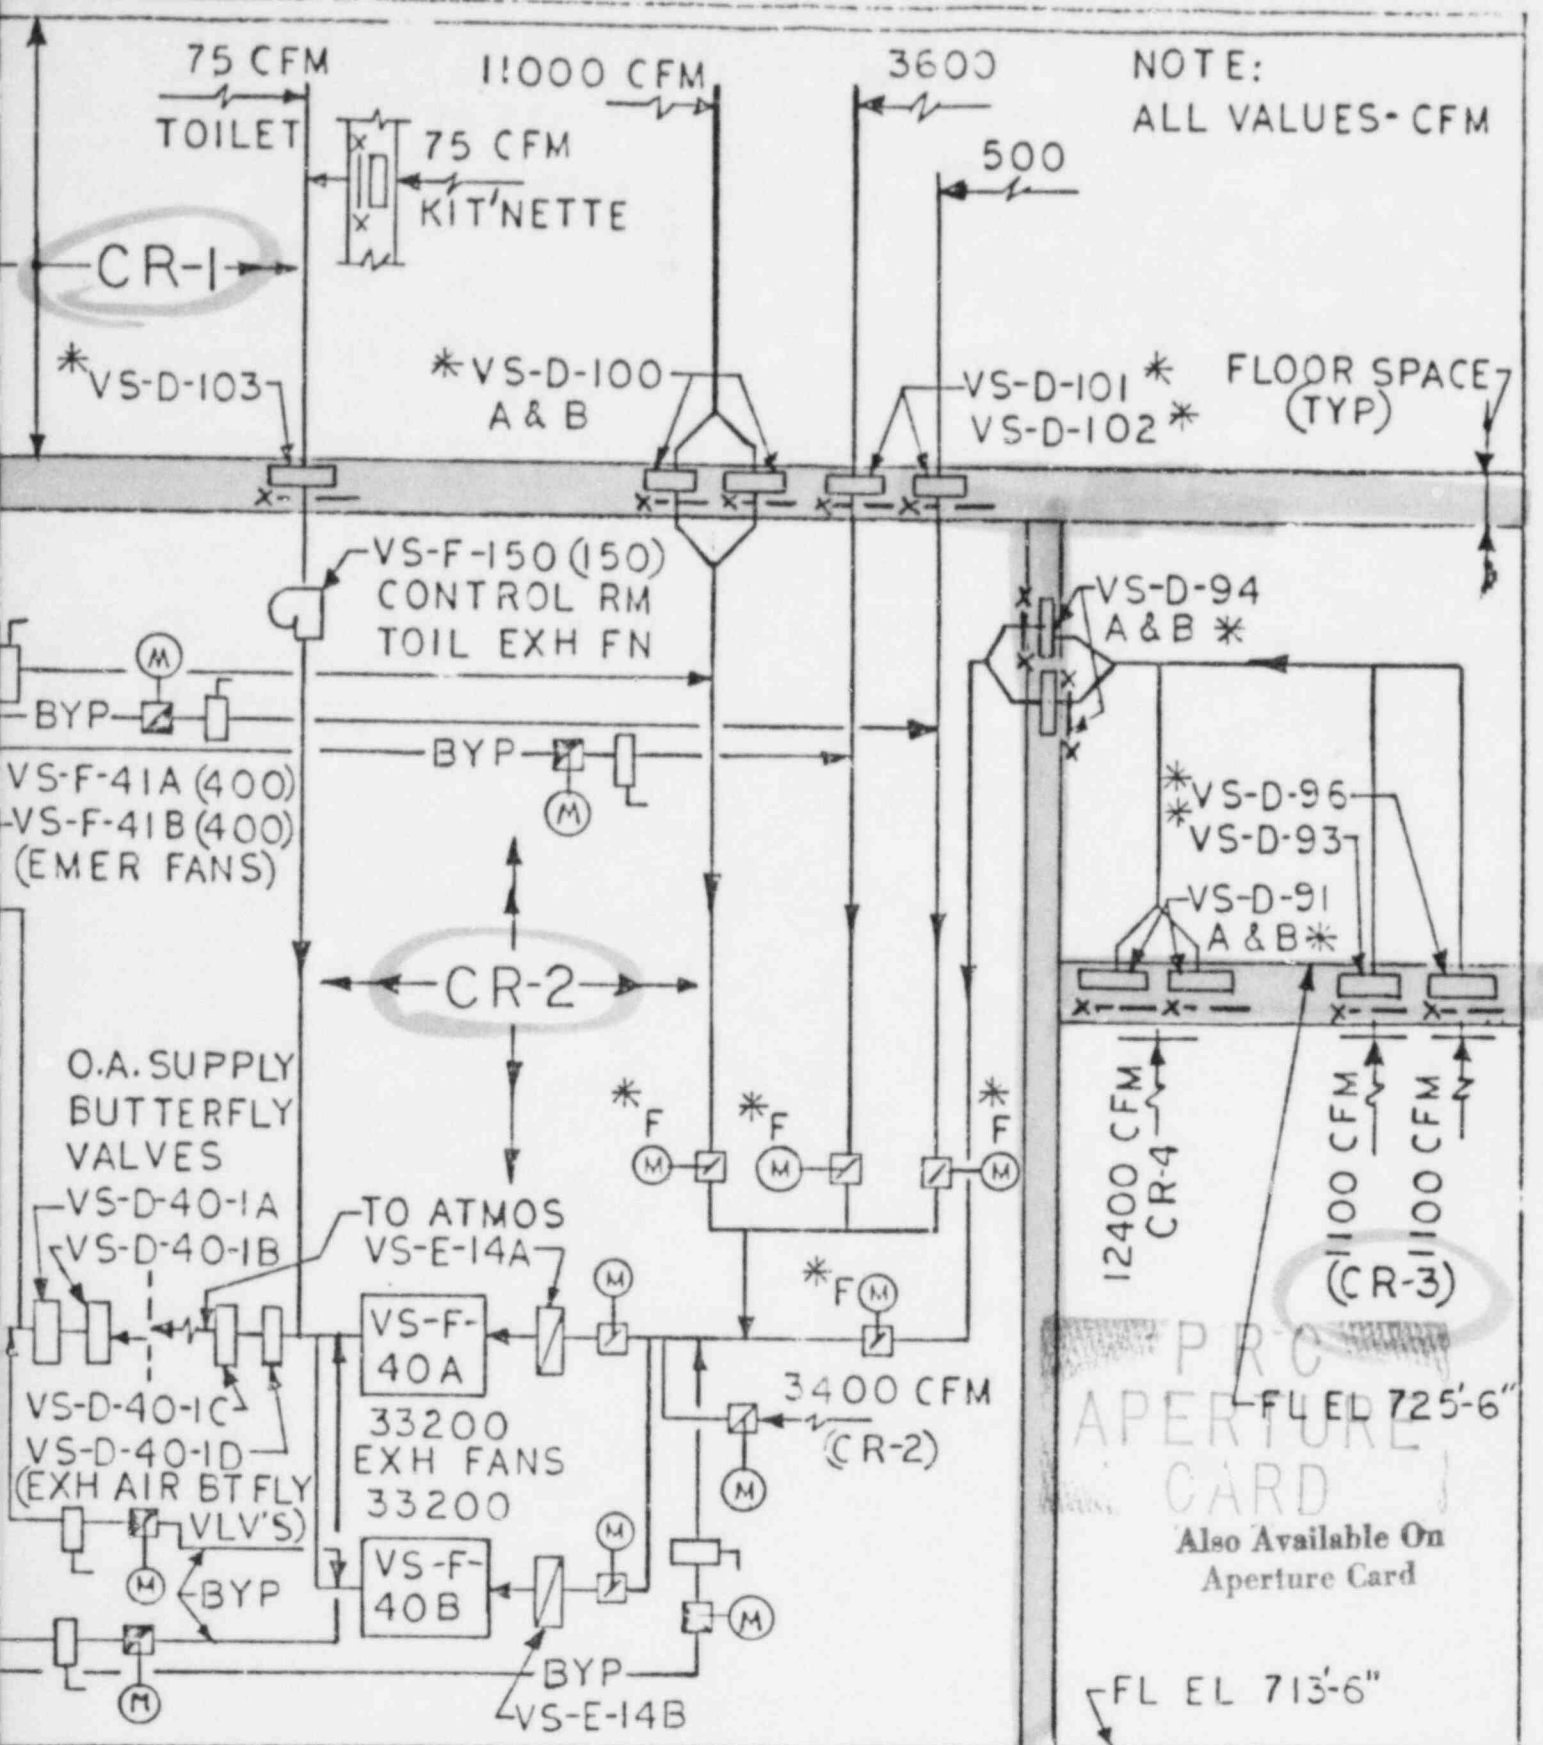 75 CFM
TOILET
75 CFM
KIT'NETTE
11000 CFM
3600
500
NOTE:
ALL VALUES- CFM
CR-1
*VS-D-103
*VS-D-100
A & B
VS-D-101*
VS-D-102*
FLOOR SPACE
(TYP)
VS-F-150(150)
CONTROL RM
TOIL EXH FN
VS-D-94
A & B *
M
BYP
BYP
M
VS-F-41A(400)
VS-F-41B(400)
(EMER FANS)
*VS-D-96
*VS-D-93
VS-D-91
A & B*
CR-2
O.A. SUPPLY
BUTTERFLY
VALVES
VS-D-40-1A
VS-D-40-1B
TO ATMOS
VS-E-14A
*F
M
*F
M
*F
M
12400 CFM
CR-4
1100 CFM
1100 CFM
(CR-3)
M
*F M
VS-F-
40A
33200
EXH FANS
33200
VS-F-
40B
3400 CFM
(CR-2)
M
VS-D-40-1C
VS-D-40-1D
(EXH AIR BTFLY
VLV'S)
M
BYP
M
M
M
BYP
VS-E-14B
PRC
APERTURE
CARD
FL EL 725'-6"
Also Available On
Aperture Card
FL EL 713'-6"
X
X
X-
X-
X-
X-
X-
X
X
X
X
X-
X-
X-
X-